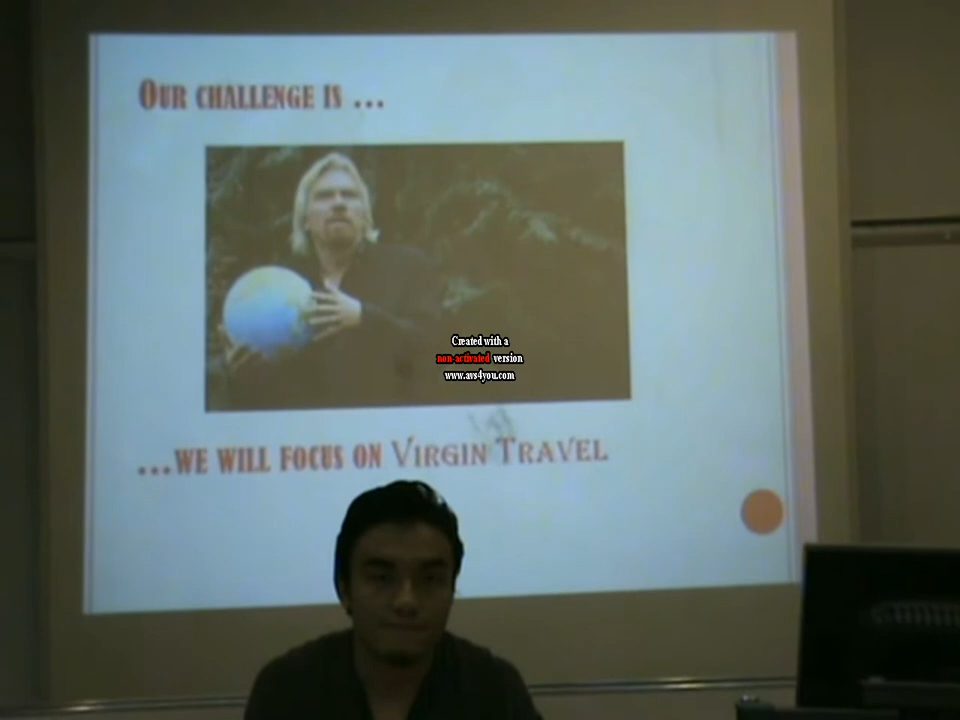 Our challenge is ...
Created with a
non-activated version
www.avs4you.com
...we will focus on Virgin Travel